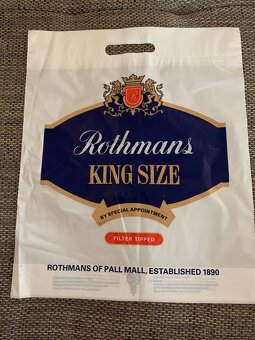 Rothmans
KING SIZE
BY SPECIAL APPOINTMENT
FILTER TIPPED
ROTHMANS OF PALL MALL, ESTABLISHED 1890